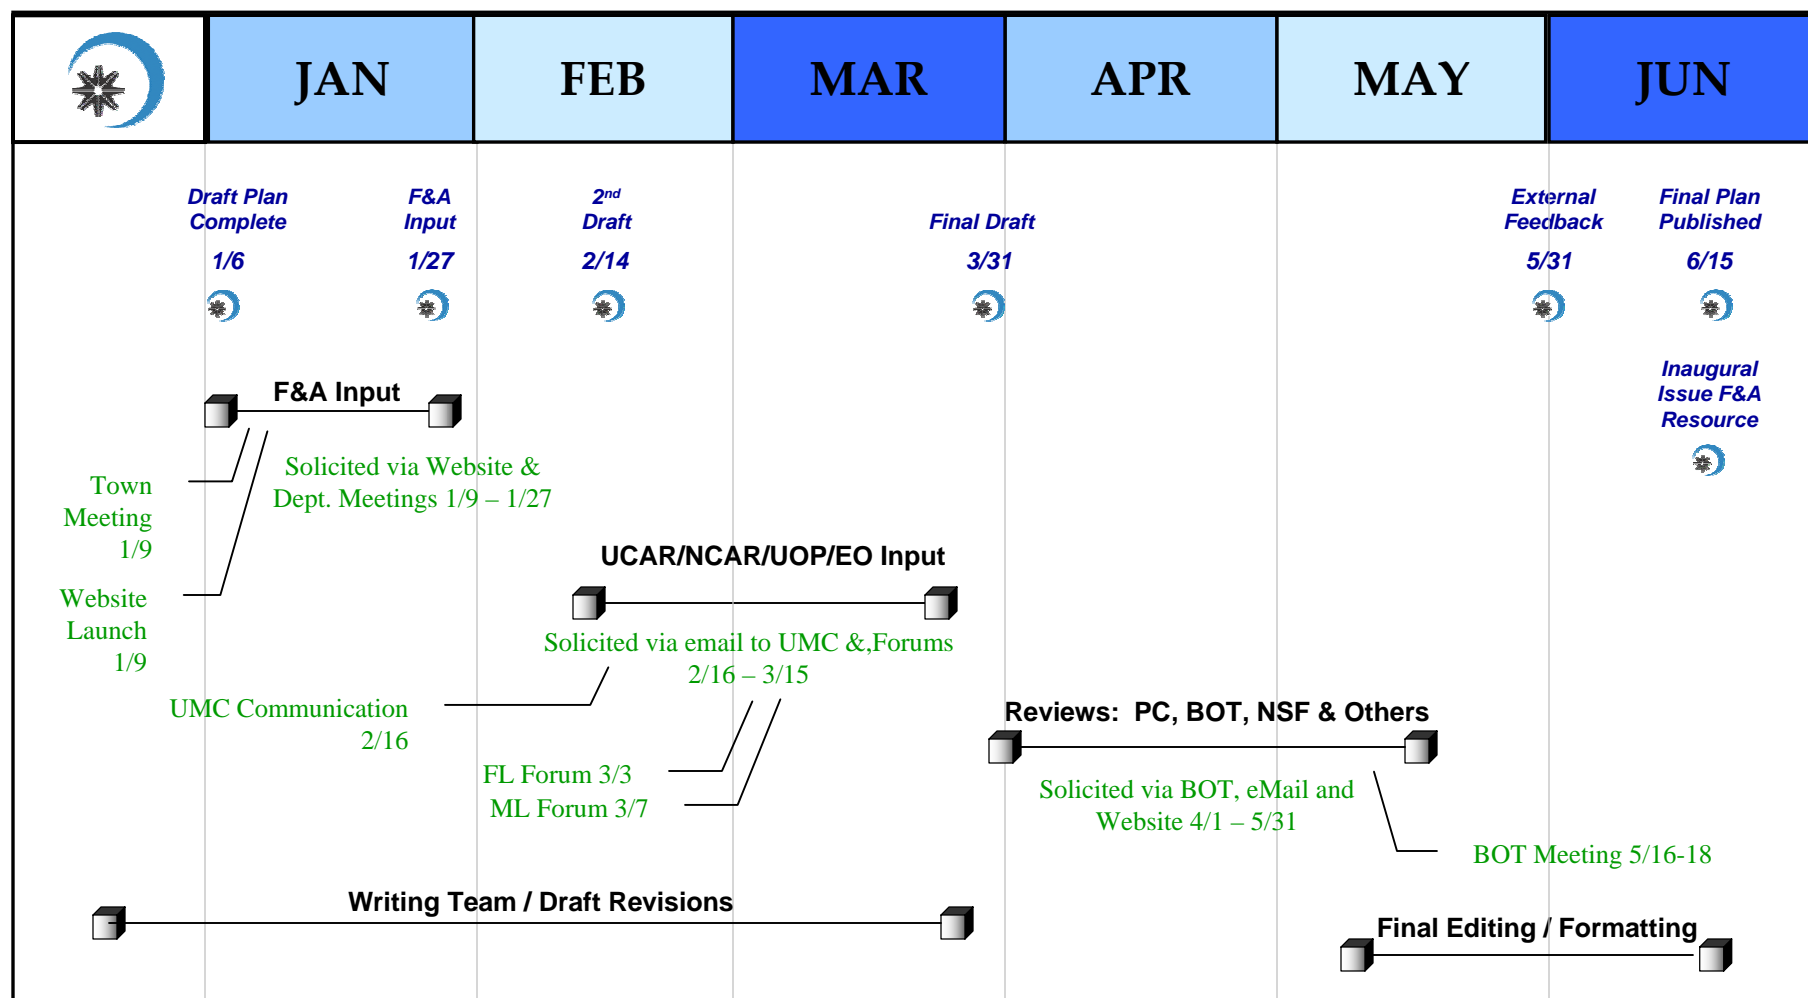 JAN FEB MAR APR MAY JUN
Draft Plan
Complete
1/6
F&A
Input
1/27
2nd
Draft
2/14
Final Draft
3/31
External
Feedback
5/31
Final Plan
Published
6/15
Inaugural
Issue F&A
Resource
F&A Input
Solicited via Website &
Dept. Meetings 1/9 – 1/27
Town
Meeting
1/9
Website
Launch
1/9
UCAR/NCAR/UOP/EO Input
Solicited via email to UMC &,Forums
2/16 – 3/15
UMC Communication
2/16
FL Forum 3/3
ML Forum 3/7
Reviews: PC, BOT, NSF & Others
Solicited via BOT, eMail and
Website 4/1 – 5/31
BOT Meeting 5/16-18
Writing Team / Draft Revisions
Final Editing / Formatting